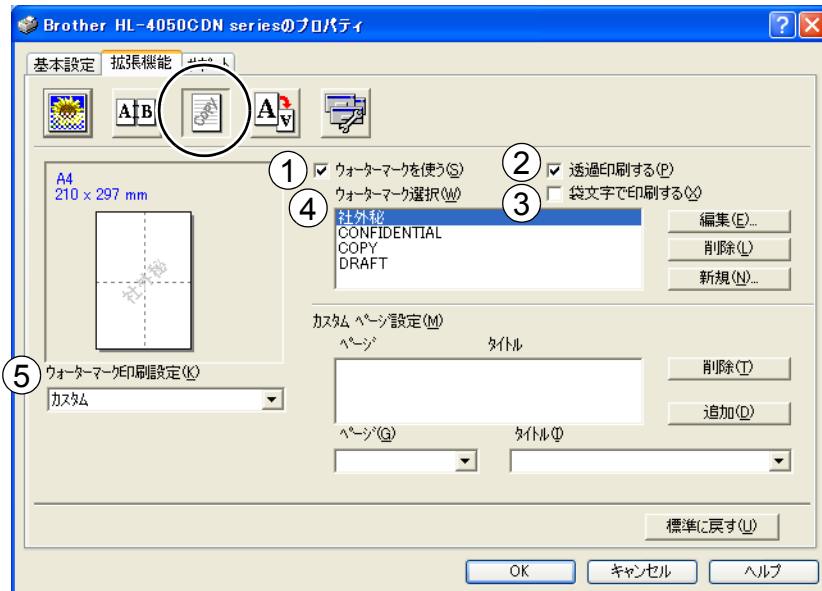 Brother HL-4050CDN seriesのプロパティ
基本設定 拡張機能 サポート
A B
COPY
A A
A4
210 x 297 mm
社外秘
① ウォーターマークを使う(S)
② 透過印刷する(P)
④ ウォーターマーク選択(W)
③ 袋文字で印刷する(X)
社外秘
CONFIDENTIAL
COPY
DRAFT
編集(E)...
削除(L)
新規(N)...
⑤ ウォーターマーク印刷設定(K)
カスタム
カスタム ページ設定(M)
ページ タイトル
削除(T)
追加(D)
ページ(G) タイトル(I)
標準に戻す(U)
OK キャンセル ヘルプ